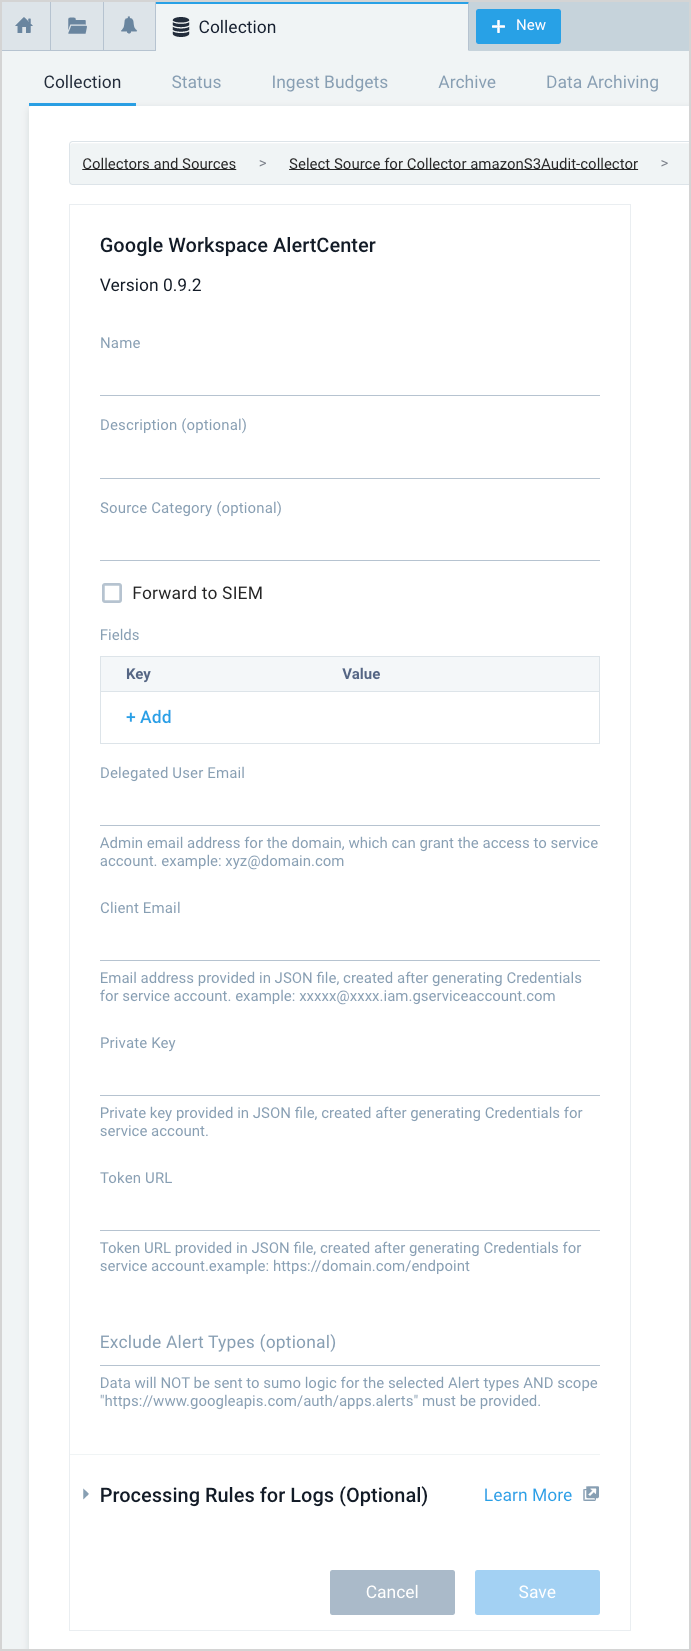 Collection
+ New
Collection Status Ingest Budgets Archive Data Archiving
Collectors and Sources > Select Source for Collector amazonS3Audit-collector >
Google Workspace AlertCenter
Version 0.9.2
Name
Description (optional)
Source Category (optional)
Forward to SIEM
Fields
Key Value
+ Add
Delegated User Email
Admin email address for the domain, which can grant the access to service
account. example: xyz@domain.com
Client Email
Email address provided in JSON file, created after generating Credentials
for service account. example: xxxxx@xxxx.iam.gserviceaccount.com
Private Key
Private key provided in JSON file, created after generating Credentials for
service account.
Token URL
Token URL provided in JSON file, created after generating Credentials for
service account.example: https://domain.com/endpoint
Exclude Alert Types (optional)
Data will NOT be sent to sumo logic for the selected Alert types AND scope
"https://www.googleapis.com/auth/apps.alerts" must be provided.
Processing Rules for Logs (Optional) Learn More
Cancel Save